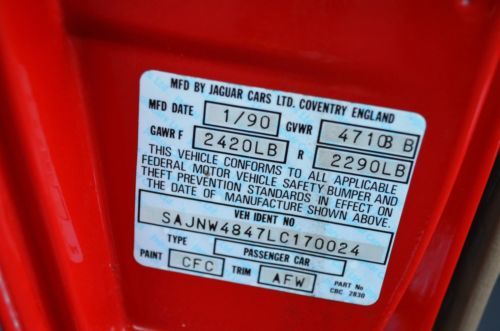 MFD BY JAGUAR CARS LTD. COVENTRY ENGLAND
MFD DATE 1/90 GVWR 4710B B
GAWR F 2420LB R 2290LB
THIS VEHICLE CONFORMS TO ALL APPLICABLE
FEDERAL MOTOR VEHICLE SAFETY BUMPER AND
THEFT PREVENTION STANDARDS IN EFFECT ON
THE DATE OF MANUFACTURE SHOWN ABOVE.
VEH IDENT NO
SAJNW4847LC170024
TYPE PASSENGER CAR
PAINT CFC TRIM AFW PART No
CBC 2830